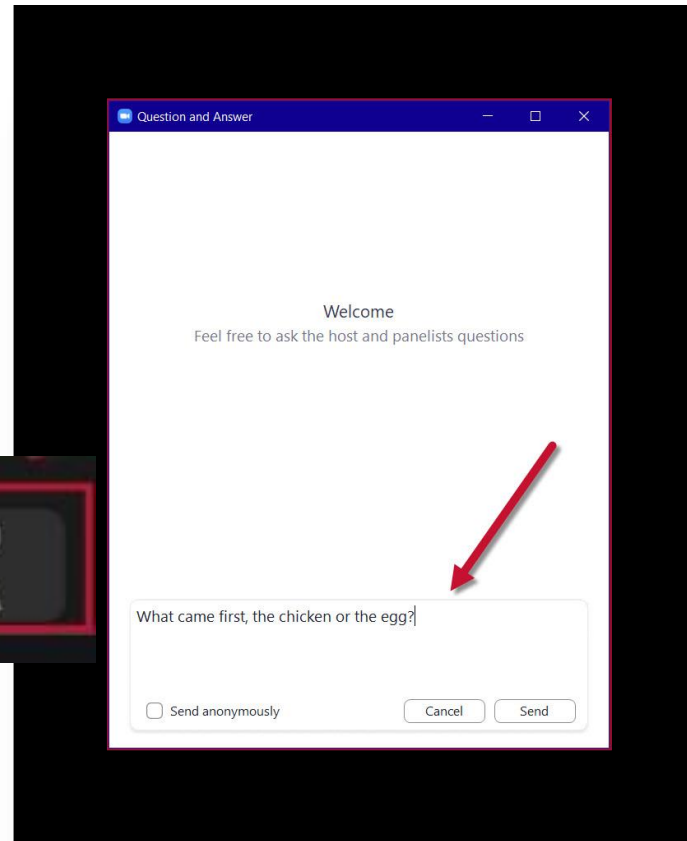 Question and Answer
Welcome
Feel free to ask the host and panelists questions
What came first, the chicken or the egg?
Send anonymously
Cancel
Send